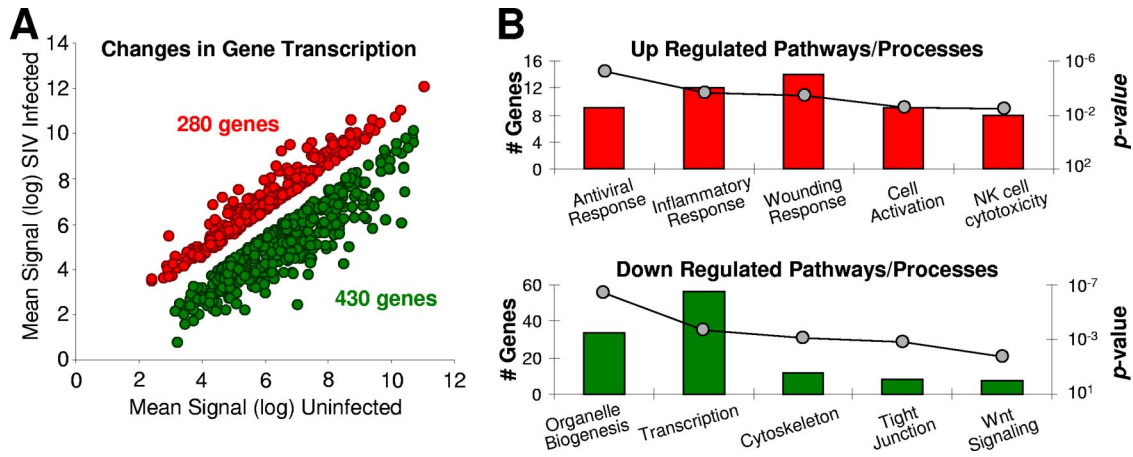 A
Changes in Gene Transcription
Mean Signal (log) SIV Infected
14
12
10
8
6
4
2
0
280 genes
430 genes
0 2 4 6 8 10 12
Mean Signal (log) Uninfected
B
Up Regulated Pathways/Processes
# Genes
16
12
8
4
0
10-6
10-2
102
p-value
Antiviral
Response
Inflammatory
Response
Wounding
Response
Cell
Activation
NK cell
cytotoxicity
Down Regulated Pathways/Processes
# Genes
60
40
20
0
10-7
10-3
101
p-value
Organelle
Biogenesis
Transcription
Cytoskeleton
Tight
Junction
Wnt
Signaling